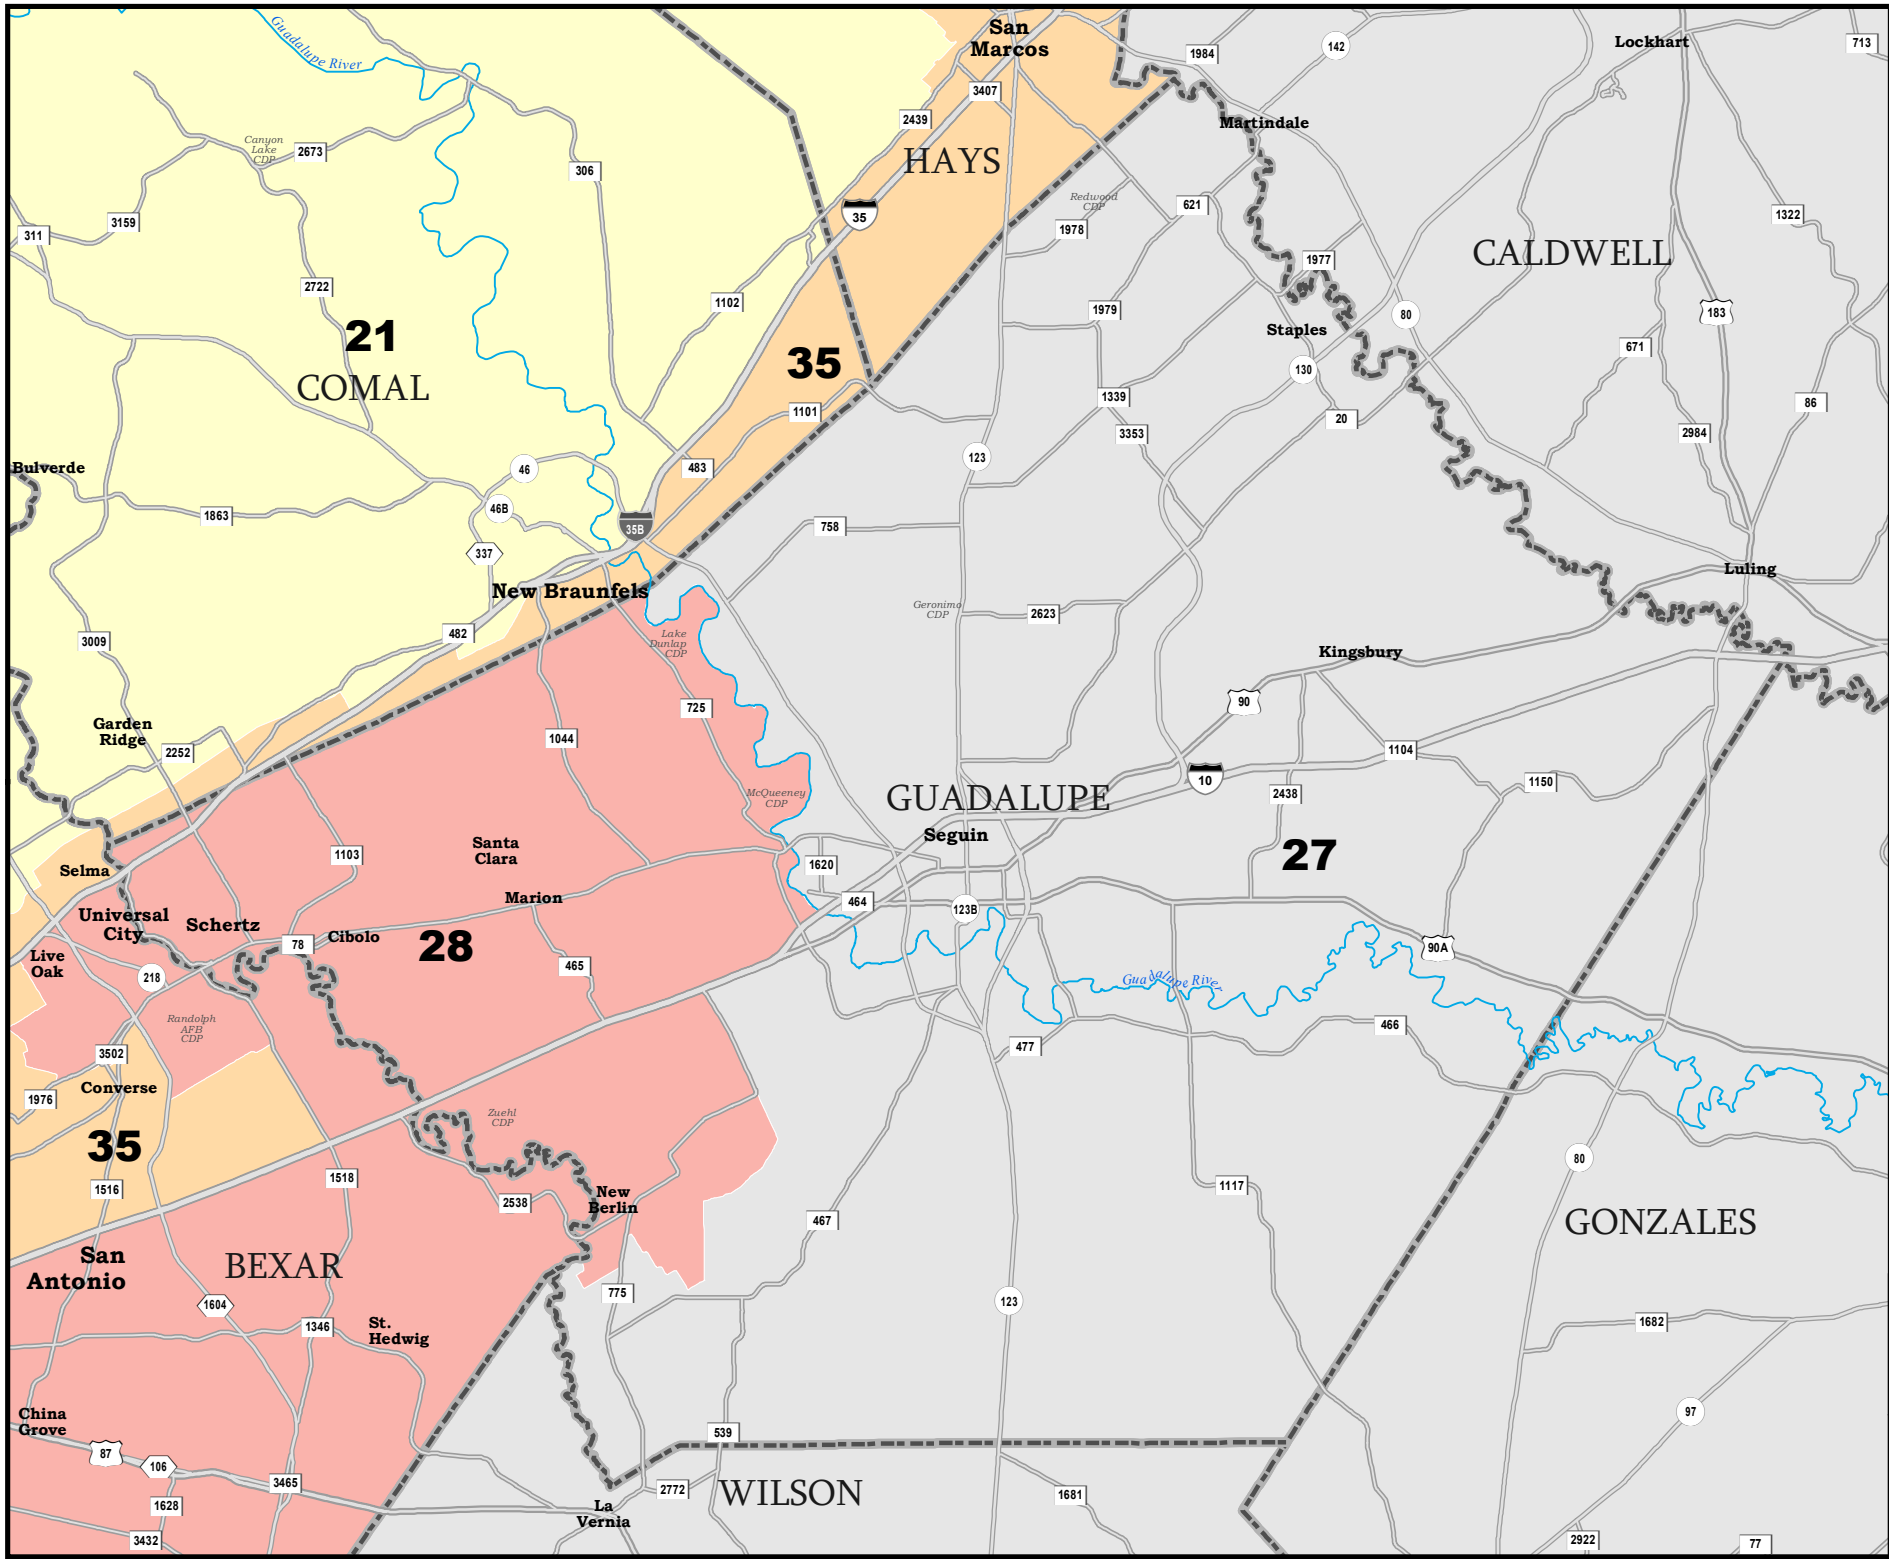 San
Marcos
Lockhart
713
142
1984
Guadalupe River
3407
2439
Martindale
Canyon
Lake
CDP
2673
HAYS
306
Redwood
CDP
621
1322
3159
35
311
1978
CALDWELL
1977
2722
1102
1979
80
183
Staples
21
35
671
130
COMAL
1339
86
1101
20
3353
2984
123
Bulverde
46
483
46B
1863
758
35B
337
Luling
New Braunfels
Geronimo
CDP
2623
482
3009
Lake
Dunlap
CDP
Kingsbury
90
725
Garden
Ridge
1044
2252
1104
10
1150
McQueeney
CDP
GUADALUPE
2438
Seguin
Santa
Clara
1103
27
1620
Selma
Marion
464
123B
Universal
City
Schertz
78
Cibolo
28
90A
Live
Oak
465
218
Guadalupe River
Randolph
AFB
CDP
466
477
3502
Converse
1976
Zuehl
CDP
35
80
1518
1516
1117
New
Berlin
2538
467
GONZALES
San
Antonio
BEXAR
775
1604
123
1346
St.
Hedwig
1682
97
China
Grove
539
87
106
3465
2772
WILSON
1681
1628
La
Vernia
3432
2922
77